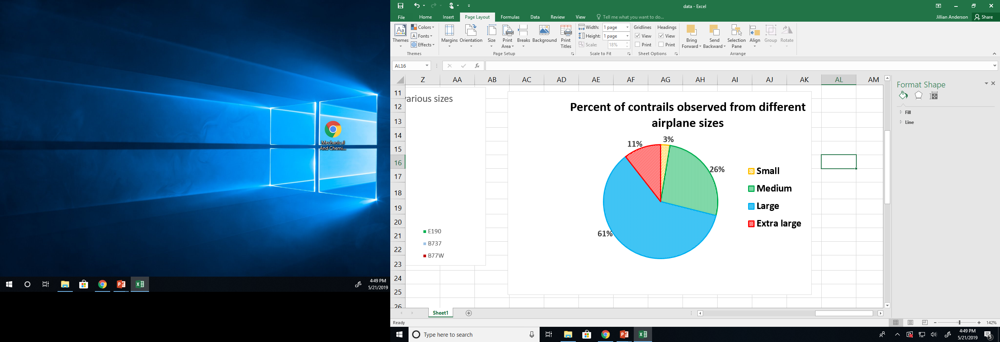 Mechanical
And Chemi...
4:49 PM
5/21/2019
data - Excel
File Home Insert Page Layout Formulas Data Review View Tell me what you want to do... Jillian Anderson Share
Themes
Colors
Fonts
Effects
Themes
Margins Orientation Size Print Area Breaks Background Print Titles
Page Setup
Width: 1 page
Height: 1 page
Scale: 18%
Scale to Fit
Gridlines Headings
View View
Print Print
Sheet Options
Bring Forward Send Backward Selection Pane Align Group Rotate
Arrange
AL16
fx
Z AA AB AC AD AE AF AG AH AI AJ AK AL AM
11
12
13
14
15
16
17
18
19
20
21
22
23
24
25
26
various sizes
E190
B737
B77W
Percent of contrails observed from different
airplane sizes
3%
11%
26%
61%
Small
Medium
Large
Extra large
Format Shape
Fill
Line
Sheet1
Ready
142%
Type here to search
4:49 PM
5/21/2019
5